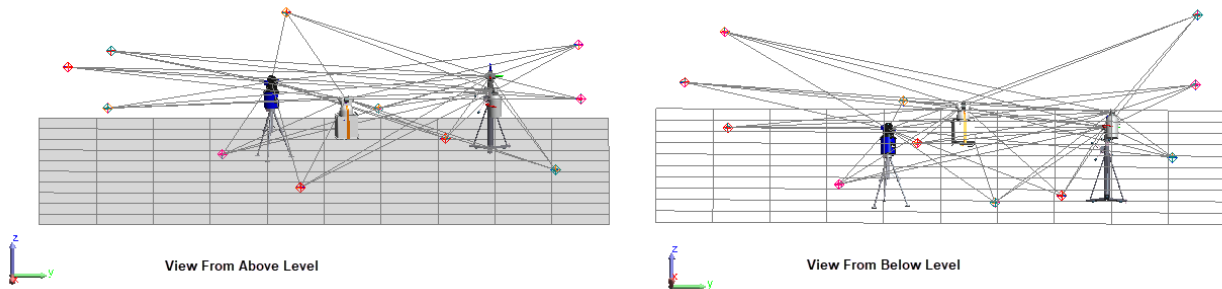 z
y
x
View From Above Level
z
y
x
View From Below Level